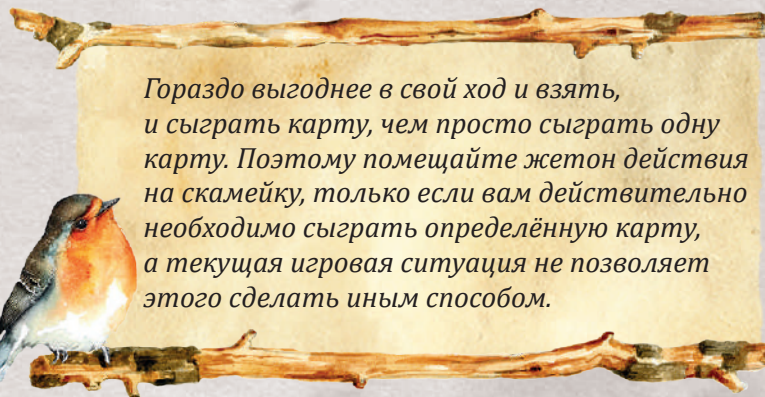 Гораздо выгоднее в свой ход и взять,
и сыграть карту, чем просто сыграть одну
карту. Поэтому помещайте жетон действия
на скамейку, только если вам действительно
необходимо сыграть определённую карту,
а текущая игровая ситуация не позволяет
этого сделать иным способом.